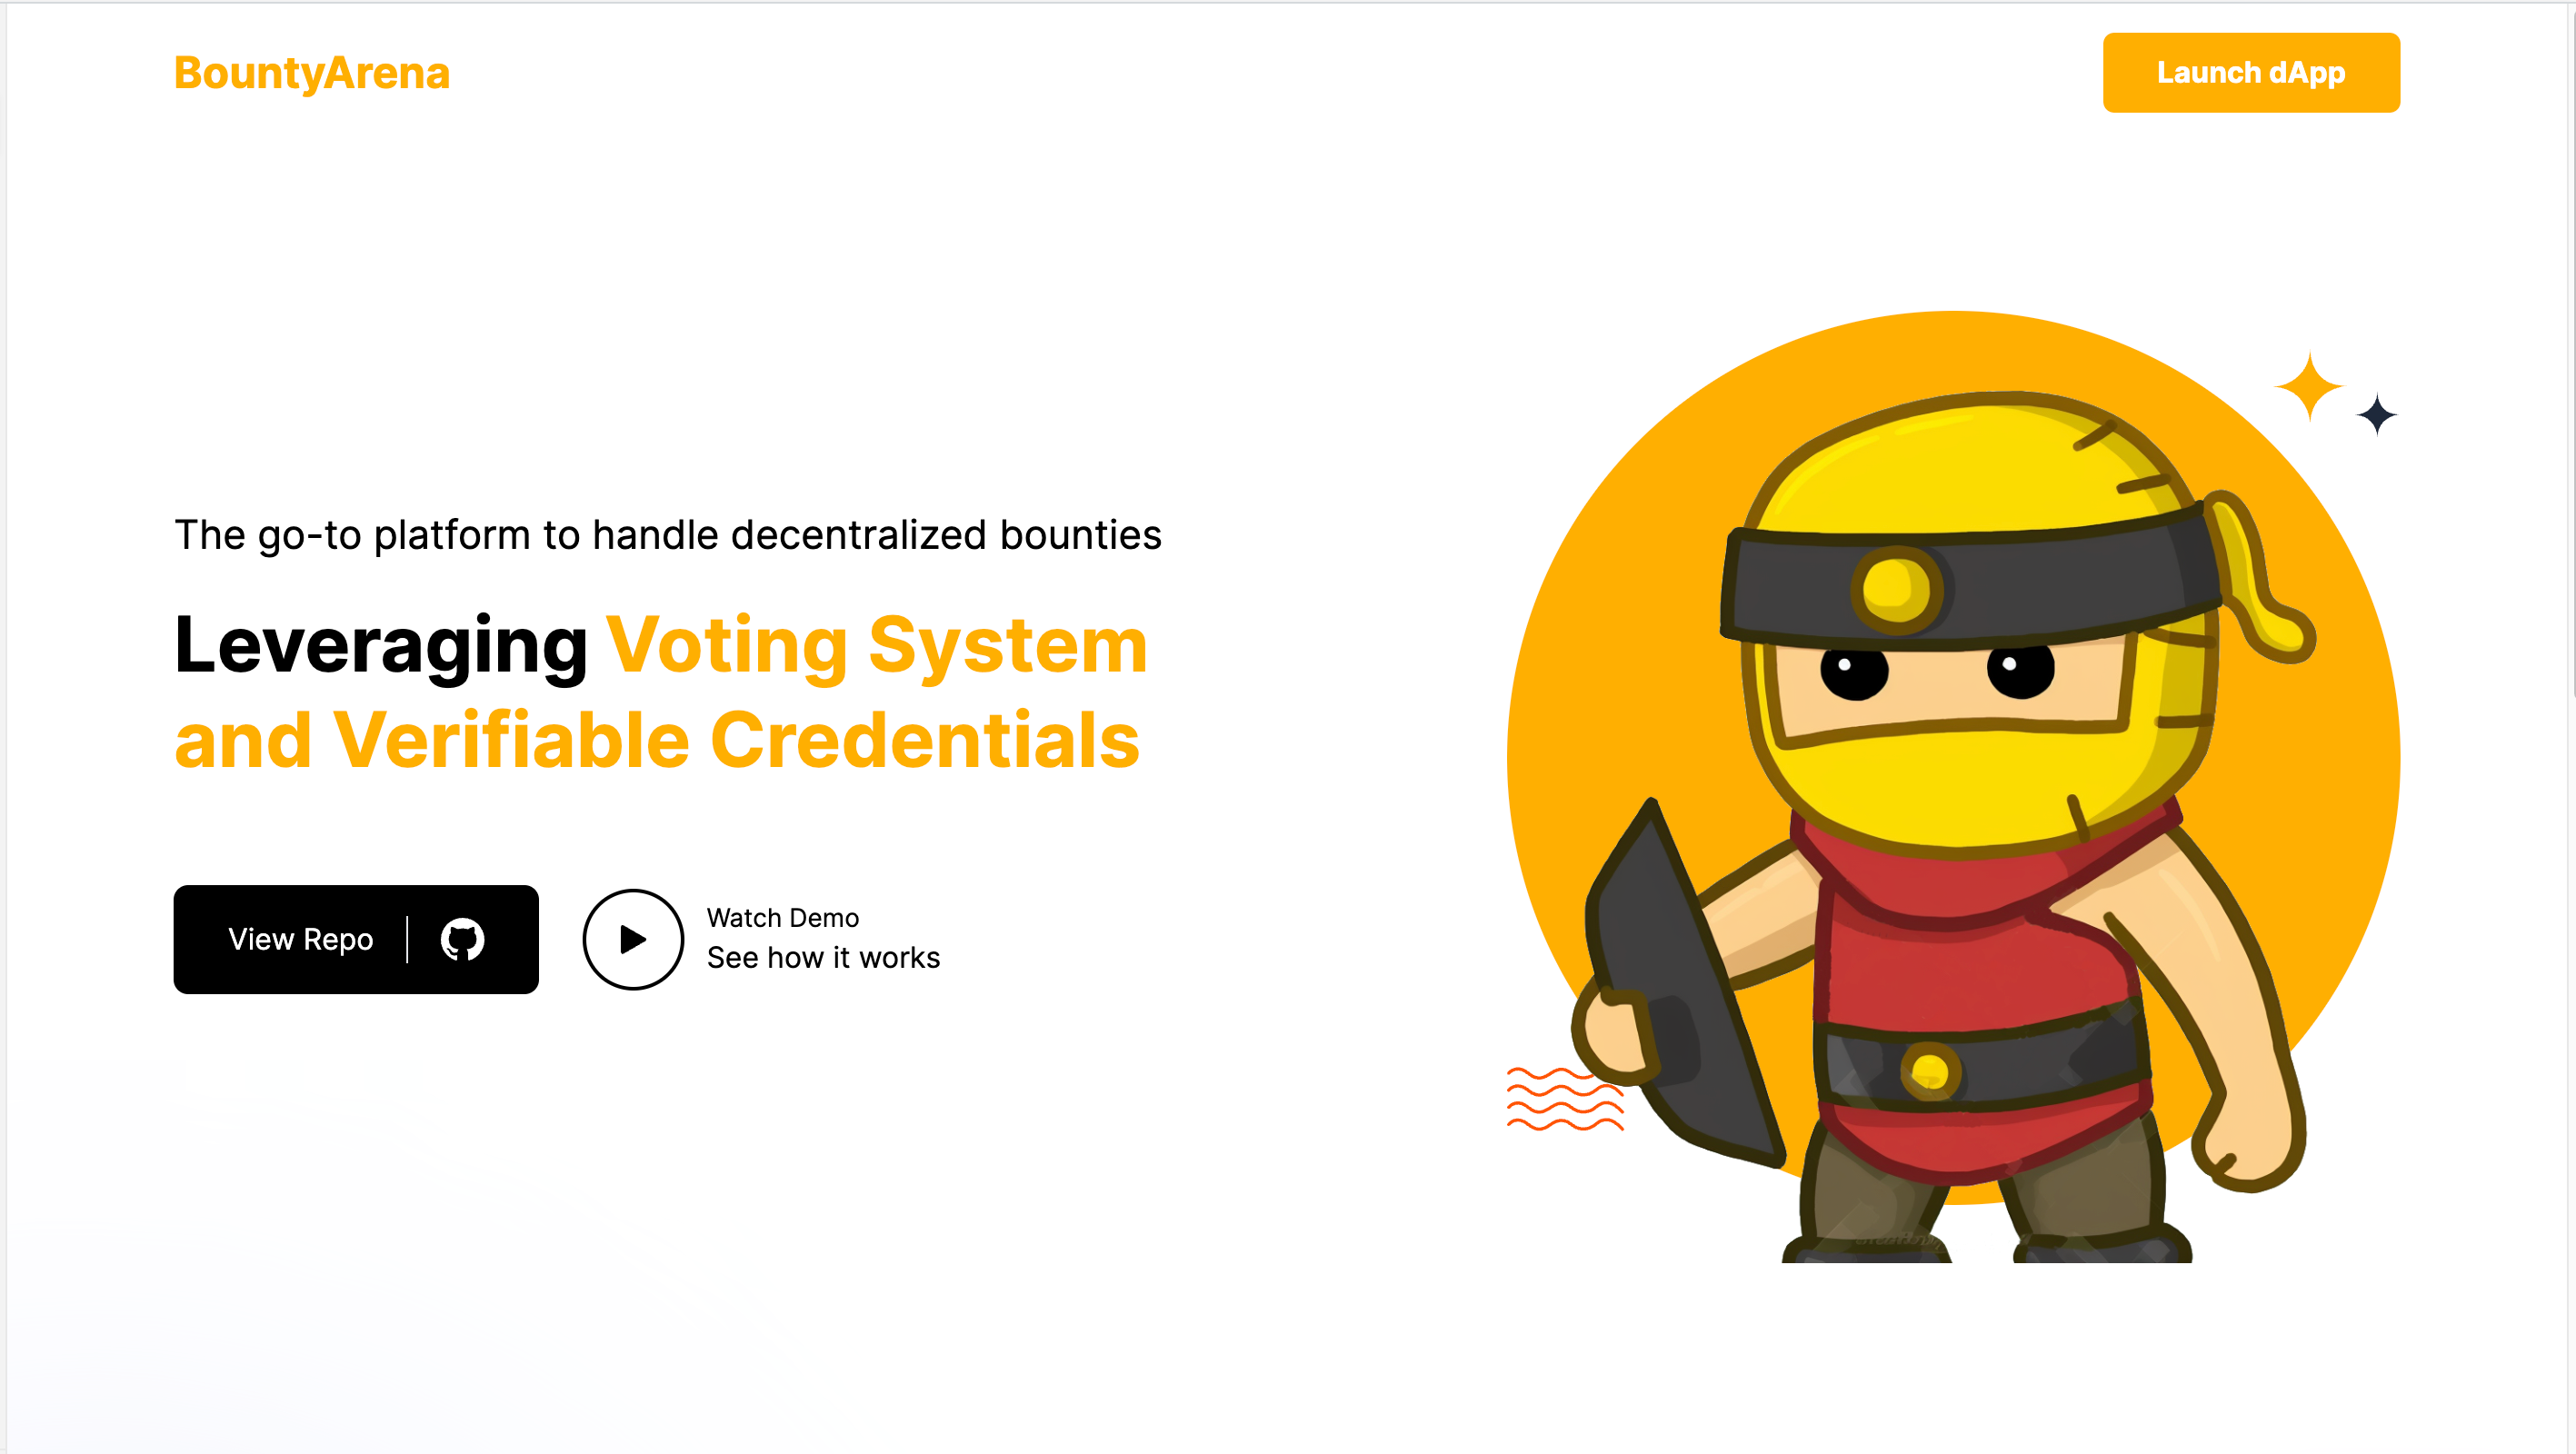 BountyArena
Launch dApp
The go-to platform to handle decentralized bounties
Leveraging Voting System
and Verifiable Credentials
View Repo
Watch Demo
See how it works